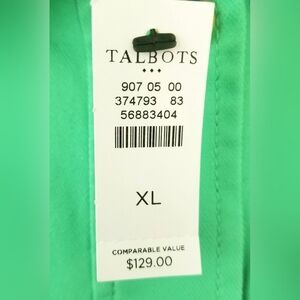 TALBOTS
907 05 00
374793 83
56883404
XL
COMPARABLE VALUE
$129.00